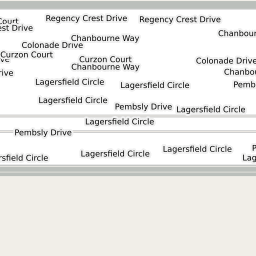 Court
Regency Crest Drive
Regency Crest Drive
est Drive
Chanbour
Chanbourne Way
Colonade Drive
Curzon Court
Curzon Court
Colonade Drive
Chanbourne Way
Chanbo
Lagersfield Circle
Lagersfield Circle
Pemb
Lagersfield Circle
Pembsly Drive
Lagersfield Circle
Lagersfield Circle
Pembsly Drive
Lagersfield Circle
Lagersfield Circle
rsfield Circle
Lag